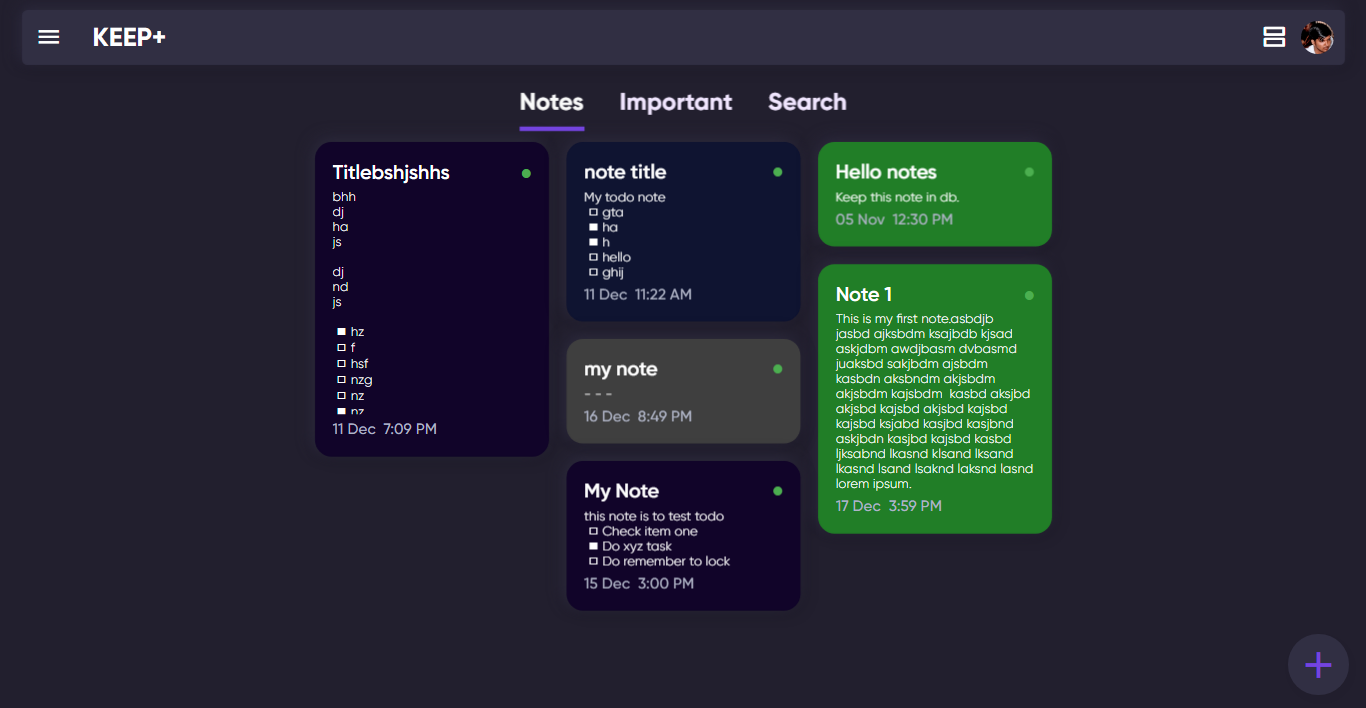 KEEP+
Notes
Important
Search
Titlebshjshhs
bhh
dj
ha
js
dj
nd
js
hz
f
hsf
nzg
nz
nz
11 Dec 7:09 PM
note title
My todo note
gta
ha
h
hello
ghij
11 Dec 11:22 AM
my note
- - -
16 Dec 8:49 PM
My Note
this note is to test todo
Check item one
Do xyz task
Do remember to lock
15 Dec 3:00 PM
Hello notes
Keep this note in db.
05 Nov 12:30 PM
Note 1
This is my first note.asbdjb
jasbd ajksbdm ksajbdb kjsad
askjdbm awdjbasm dvbasmd
juaksbd sakjbdm ajsbdm
kasbdn aksbndm akjsbdm
akjsbdm kajsbdm kasbd aksjbd
akjsbd kajsbd akjsbd kajsbd
kajsbd ksjabd kasjbd kasjbnd
askjbdn kasjbd kajsbd kasbd
ljksabnd lkasnd klsand lksand
lkasnd lsand lsaknd laksnd lasnd
lorem ipsum.
17 Dec 3:59 PM